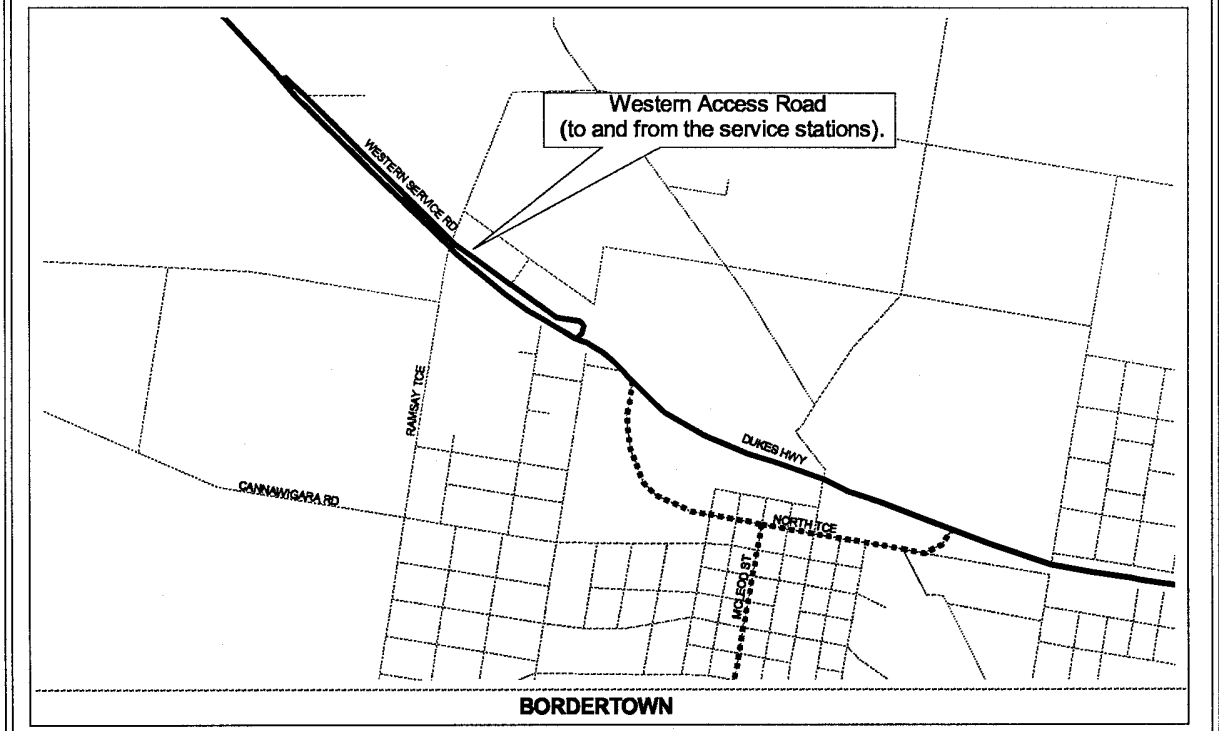 Western Access Road
(to and from the service stations).
WESTERN SERVICE RD
RAMSAY TCE
DUKES HWY
CANNAWIGARA RD
NORTH TCE
MCLEOD ST
BORDERTOWN